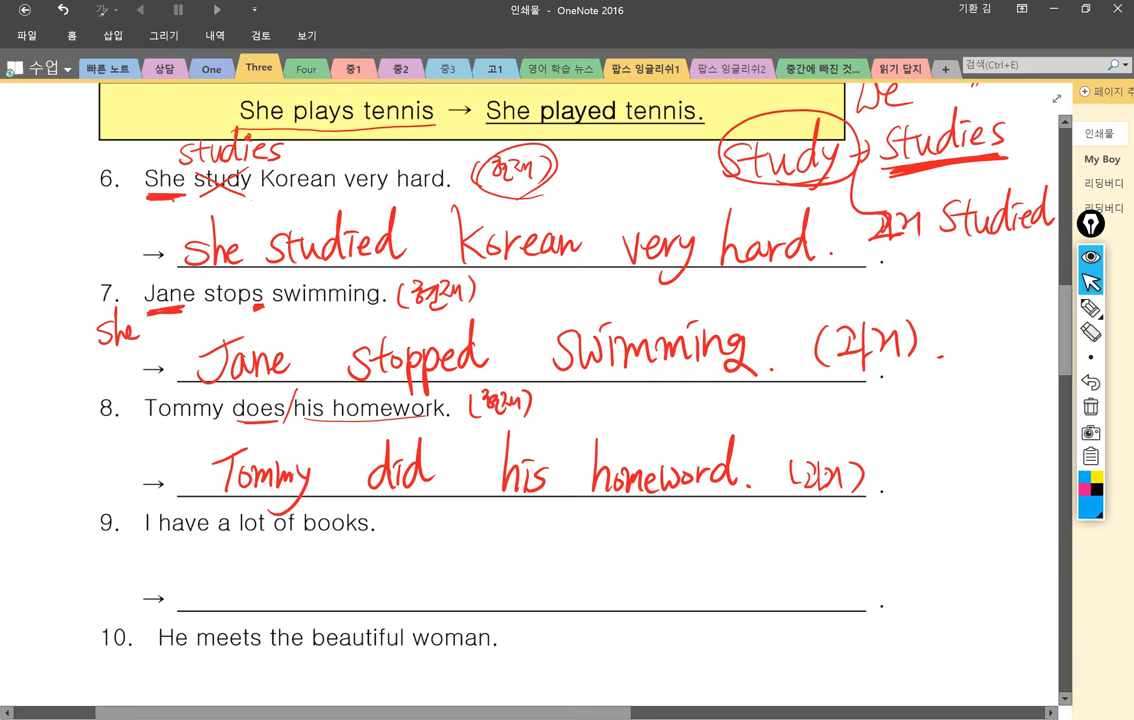 인쇄물 - OneNote 2016
기환 김
파일 홈 삽입 그리기 내역 검토 보기
수업 빠른 노트 상담 One Three Four 중1 중2 중3 고1 영어 학습 뉴스 팝스 잉글리쉬1 팝스 잉글리쉬2 중간에 빠진 것... 읽기 답지 + 검색(Ctrl+E)
페이지 추
인쇄물
My Boy
리딩버디
리딩버디
She plays tennis → She played tennis.
study → studies
studies
6. She study Korean very hard. (현재)
과거 studied
→ she studied Korean very hard. .
7. Jane stops swimming. (현재)
she
→ Jane stopped swimming. (과거) .
8. Tommy does/his homework. (현재)
→ Tommy did his homeword. (과거) .
9. I have a lot of books.
→ .
10. He meets the beautiful woman.